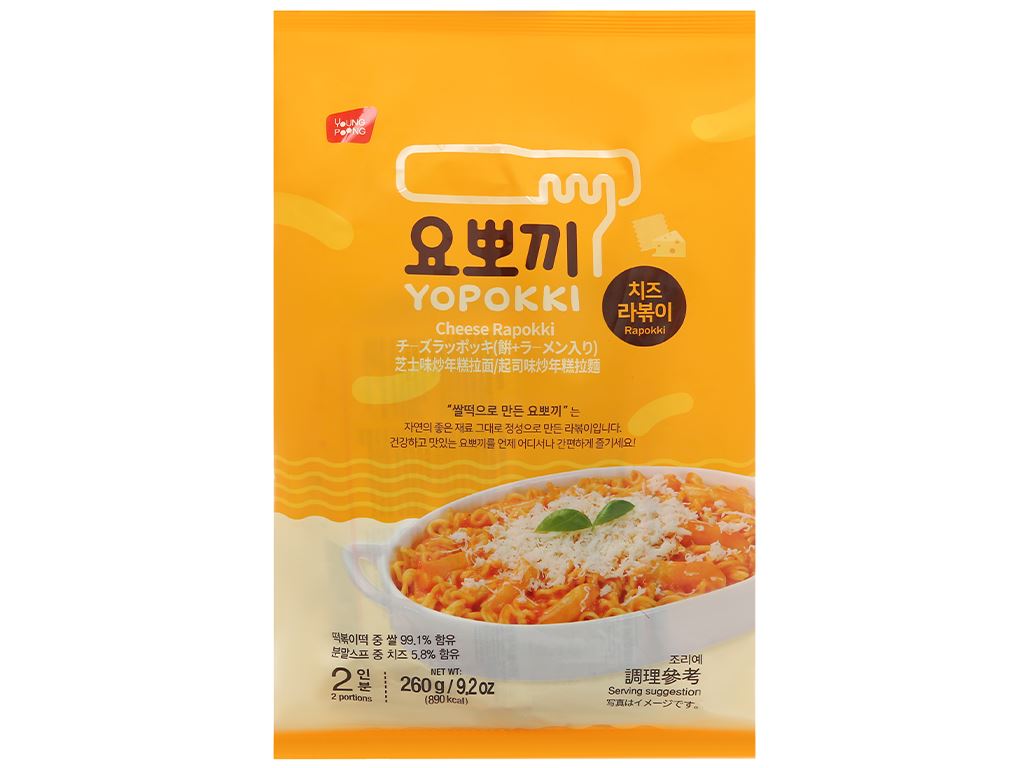 YOUNG
POONG
요뽀끼
YOPOKKI
치즈
라볶이
Rapokki
Cheese Rapokki
チーズラッポッキ(餅+ラーメン入り)
芝士味炒年糕拉面/起司味炒年糕拉麵
“쌀떡으로 만든 요뽀끼” 는
자연의 좋은 재료 그대로 정성으로 만든 라볶이입니다.
건강하고 맛있는 요뽀끼를 언제 어디서나 간편하게 즐기세요!
떡볶이떡 중 쌀 99.1% 함유
분말스프 중 치즈 5.8% 함유
2인분
2 portions
NET WT:
260g/9.2oz
(890kcal)
조리예
調理參考
Serving suggestion
写真はイメージです。